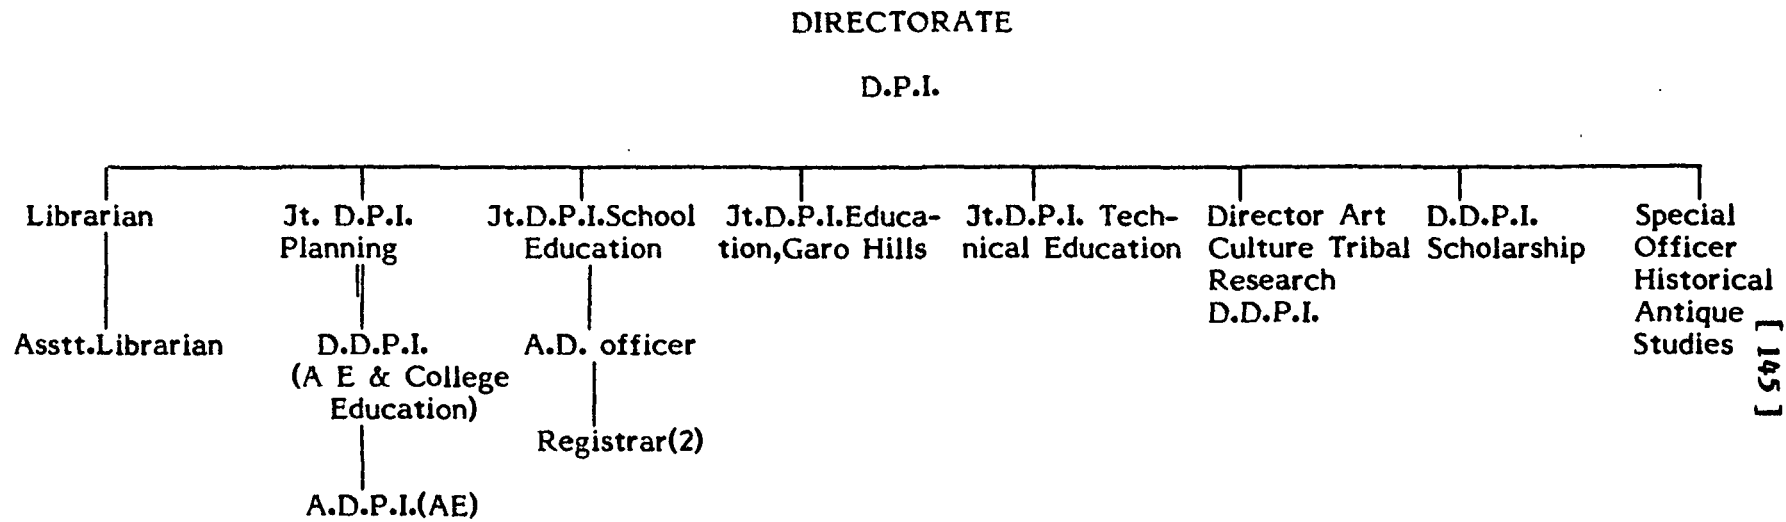 DIRECTORATE
D.P.I.
Librarian
Jt. D.P.I.
Planning
Jt.D.P.I.School
Education
Jt.D.P.I.Educa-
tion,Garo Hills
Jt.D.P.I. Tech-
nical Education
Director Art
Culture Tribal
Research
D.D.P.I.
D.D.P.I.
Scholarship
Special
Officer
Historical
Antique
Studies
Asstt.Librarian
D.D.P.I.
(A E & College
Education)
A.D. officer
Registrar(2)
A.D.P.I.(AE)
[ 145 ]